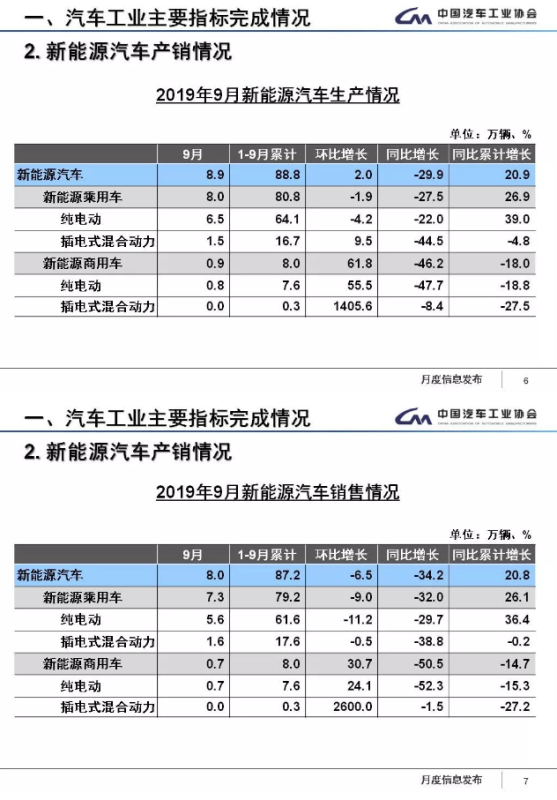 一、汽车工业主要指标完成情况
中国汽车工业协会
CHINA ASSOCIATION OF AUTOMOBILE MANUFACTURERS
2. 新能源汽车产销情况
2019年9月新能源汽车生产情况
单位：万辆、%
9月 1-9月累计 环比增长 同比增长 同比累计增长
新能源汽车 8.9 88.8 2.0 -29.9 20.9
新能源乘用车 8.0 80.8 -1.9 -27.5 26.9
纯电动 6.5 64.1 -4.2 -22.0 39.0
插电式混合动力 1.5 16.7 9.5 -44.5 -4.8
新能源商用车 0.9 8.0 61.8 -46.2 -18.0
纯电动 0.8 7.6 55.5 -47.7 -18.8
插电式混合动力 0.0 0.3 1405.6 -8.4 -27.5
月度信息发布 6
一、汽车工业主要指标完成情况
中国汽车工业协会
CHINA ASSOCIATION OF AUTOMOBILE MANUFACTURERS
2. 新能源汽车产销情况
2019年9月新能源汽车销售情况
单位：万辆、%
9月 1-9月累计 环比增长 同比增长 同比累计增长
新能源汽车 8.0 87.2 -6.5 -34.2 20.8
新能源乘用车 7.3 79.2 -9.0 -32.0 26.1
纯电动 5.6 61.6 -11.2 -29.7 36.4
插电式混合动力 1.6 17.6 -0.5 -38.8 -0.2
新能源商用车 0.7 8.0 30.7 -50.5 -14.7
纯电动 0.7 7.6 24.1 -52.3 -15.3
插电式混合动力 0.0 0.3 2600.0 -1.5 -27.2
月度信息发布 7